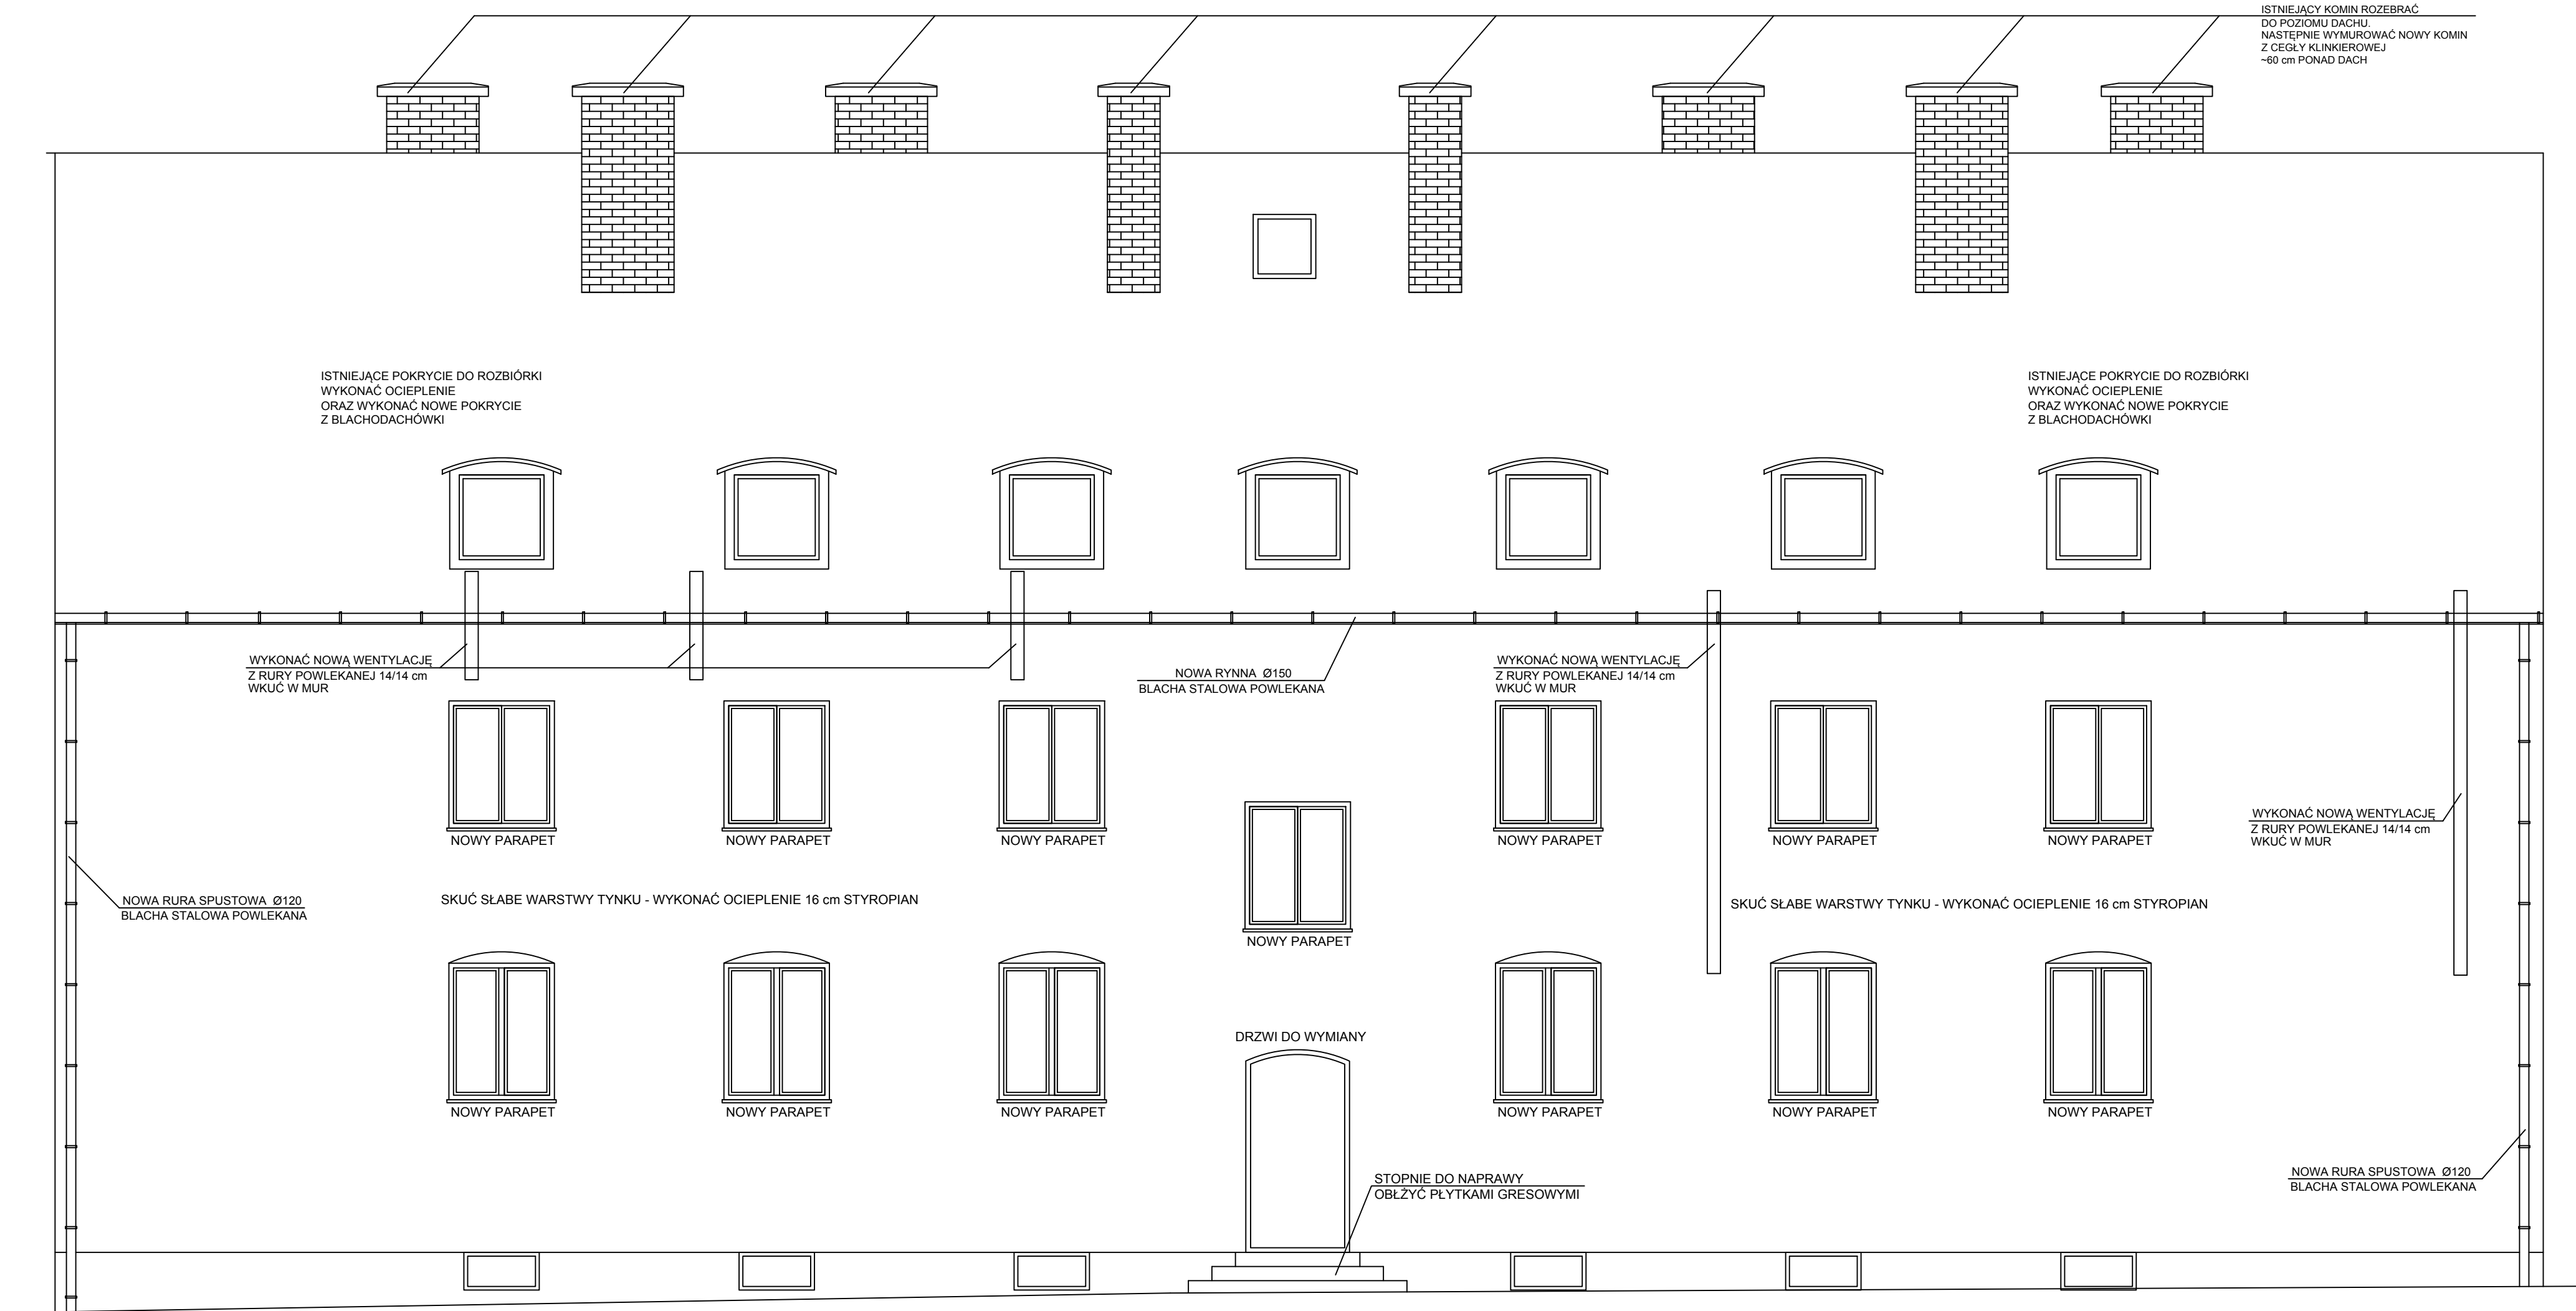 ISTNIEJĄCY KOMIN ROZEBRAĆ
DO POZIOMU DACHU.
NASTĘPNIE WYMUROWAĆ NOWY KOMIN
Z CEGŁY KLINKIEROWEJ
~60 cm PONAD DACH
ISTNIEJĄCE POKRYCIE DO ROZBIÓRKI
WYKONAĆ OCIEPLENIE
ORAZ WYKONAĆ NOWE POKRYCIE
Z BLACHODACHÓWKI
ISTNIEJĄCE POKRYCIE DO ROZBIÓRKI
WYKONAĆ OCIEPLENIE
ORAZ WYKONAĆ NOWE POKRYCIE
Z BLACHODACHÓWKI
WYKONAĆ NOWĄ WENTYLACJĘ
Z RURY POWLEKANEJ 14/14 cm
WKUĆ W MUR
NOWA RYNNA Ø150
BLACHA STALOWA POWLEKANA
WYKONAĆ NOWĄ WENTYLACJĘ
Z RURY POWLEKANEJ 14/14 cm
WKUĆ W MUR
WYKONAĆ NOWĄ WENTYLACJĘ
Z RURY POWLEKANEJ 14/14 cm
WKUĆ W MUR
NOWY PARAPET
NOWY PARAPET
NOWY PARAPET
NOWY PARAPET
NOWY PARAPET
NOWY PARAPET
NOWA RURA SPUSTOWA Ø120
BLACHA STALOWA POWLEKANA
SKUĆ SŁABE WARSTWY TYNKU - WYKONAĆ OCIEPLENIE 16 cm STYROPIAN
SKUĆ SŁABE WARSTWY TYNKU - WYKONAĆ OCIEPLENIE 16 cm STYROPIAN
NOWY PARAPET
DRZWI DO WYMIANY
NOWY PARAPET
NOWY PARAPET
NOWY PARAPET
NOWY PARAPET
NOWY PARAPET
NOWY PARAPET
STOPNIE DO NAPRAWY
OBŁŻYĆ PŁYTKAMI GRESOWYMI
NOWA RURA SPUSTOWA Ø120
BLACHA STALOWA POWLEKANA